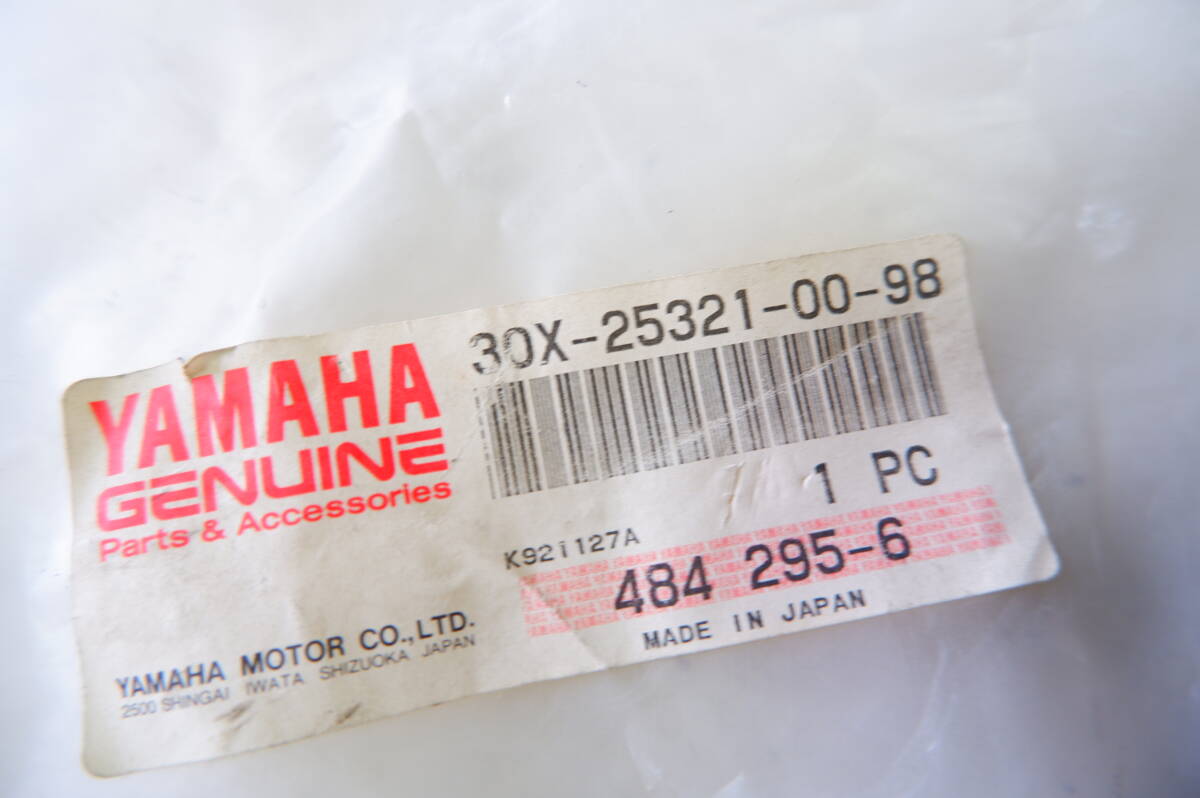 YAMAHA
GENUINE
Parts & Accessories
YAMAHA MOTOR CO.,LTD.
2500 SHINGAI IWATA SHIZUOKA JAPAN
30X-25321-00-98
1 PC
K92i127A
484 295-6
MADE IN JAPAN